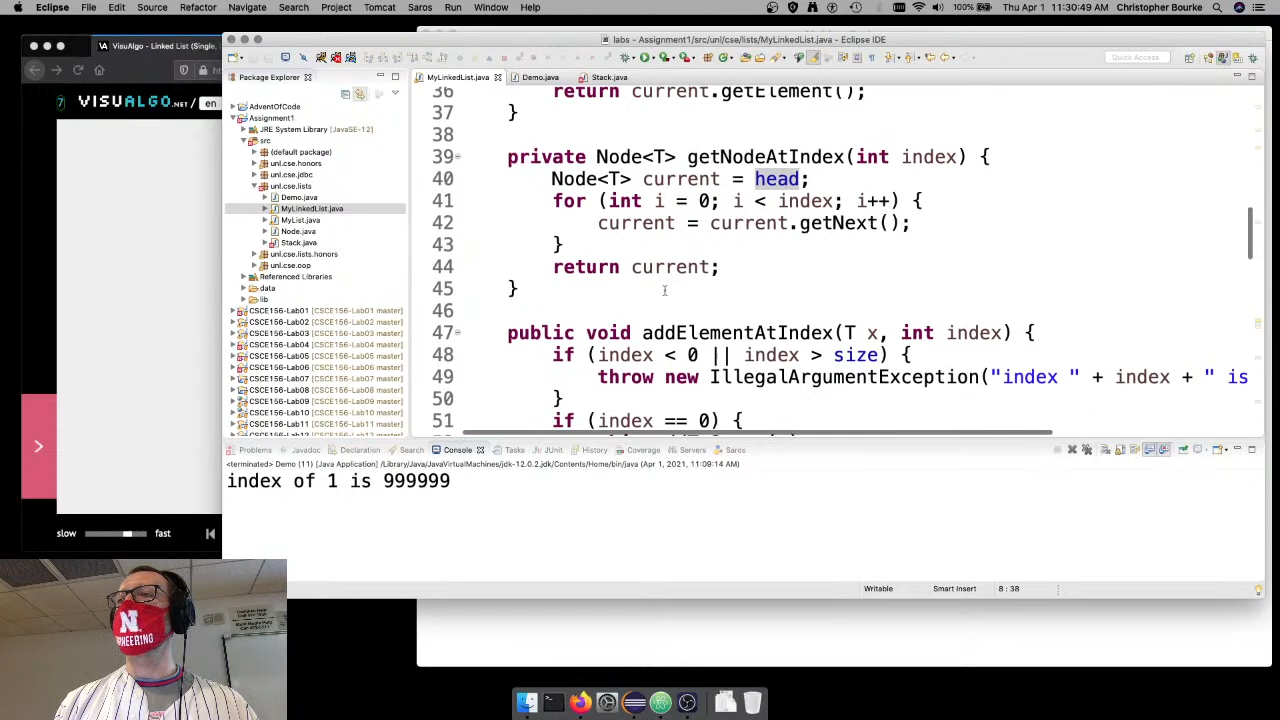 Eclipse File Edit Source Refactor Navigate Search Project Tomcat Saros Run Window Help
100% Thu Apr 1 11:30:49 AM Christopher Bourke
VisuAlgo - Linked List (Single,
labs - Assignment1/src/unl/cse/lists/MyLinkedList.java - Eclipse IDE
Quick Access
7 VISUALGO.NET/ en
Package Explorer
AdventOfCode
Assignment1
JRE System Library [JavaSE-12]
src
(default package)
unl.cse.honors
unl.cse.jdbc
unl.cse.lists
Demo.java
MyLinkedList.java
MyList.java
Node.java
Stack.java
unl.cse.lists.honors
unl.cse.oop
Referenced Libraries
data
lib
CSCE156-Lab01 [CSCE156-Lab01 master]
CSCE156-Lab02 [CSCE156-Lab02 master]
CSCE156-Lab03 [CSCE156-Lab03 master]
CSCE156-Lab04 [CSCE156-Lab04 master]
CSCE156-Lab05 [CSCE156-Lab05 master]
CSCE156-Lab06 [CSCE156-Lab06 master]
CSCE156-Lab07 [CSCE156-Lab07 master]
CSCE156-Lab08 [CSCE156-Lab08 master]
CSCE156-Lab09 [CSCE156-Lab09 master]
CSCE156-Lab10 [CSCE156-Lab10 master]
CSCE156-Lab11 [CSCE156-Lab11 master]
CSCE156-Lab12 [CSCE156-Lab12 master]
MyLinkedList.java Demo.java Stack.java
36 return current.getElement();
37 }
38
39 private Node<T> getNodeAtIndex(int index) {
40 Node<T> current = head;
41 for (int i = 0; i < index; i++) {
42 current = current.getNext();
43 }
44 return current;
45 }
46
47 public void addElementAtIndex(T x, int index) {
48 if (index < 0 || index > size) {
49 throw new IllegalArgumentException("index " + index + " is
50 }
51 if (index == 0) {
Problems Javadoc Declaration Search Console Tasks JUnit History Coverage Servers Saros
<terminated> Demo (11) [Java Application] /Library/Java/JavaVirtualMachines/jdk-12.0.2.jdk/Contents/Home/bin/java (Apr 1, 2021, 11:09:14 AM)
index of 1 is 999999
slow fast
Writable Smart Insert 8 : 38
N